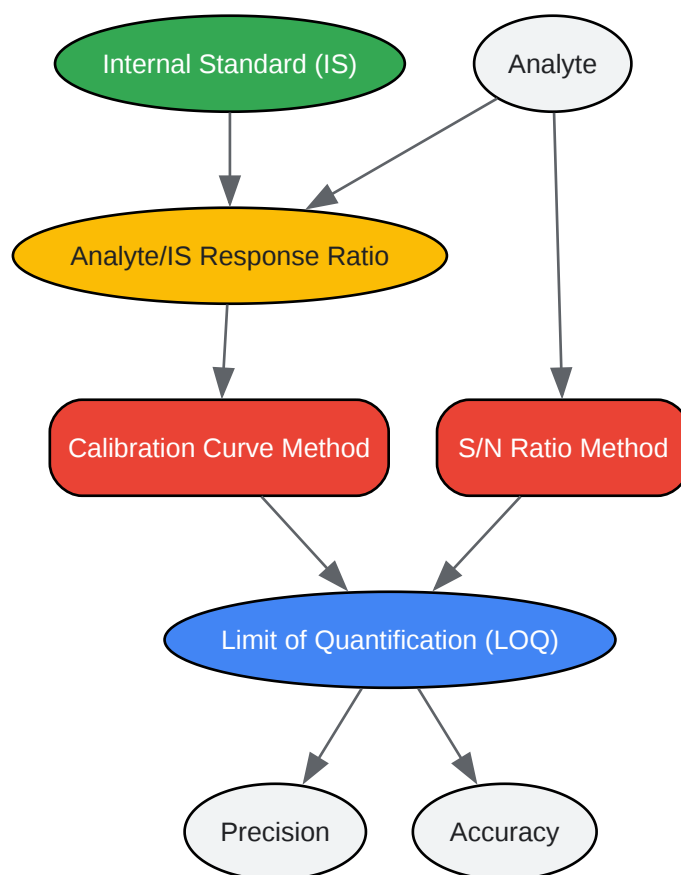 Internal Standard (IS)
Analyte
Analyte/IS Response Ratio
Calibration Curve Method
S/N Ratio Method
Limit of Quantification (LOQ)
Precision
Accuracy